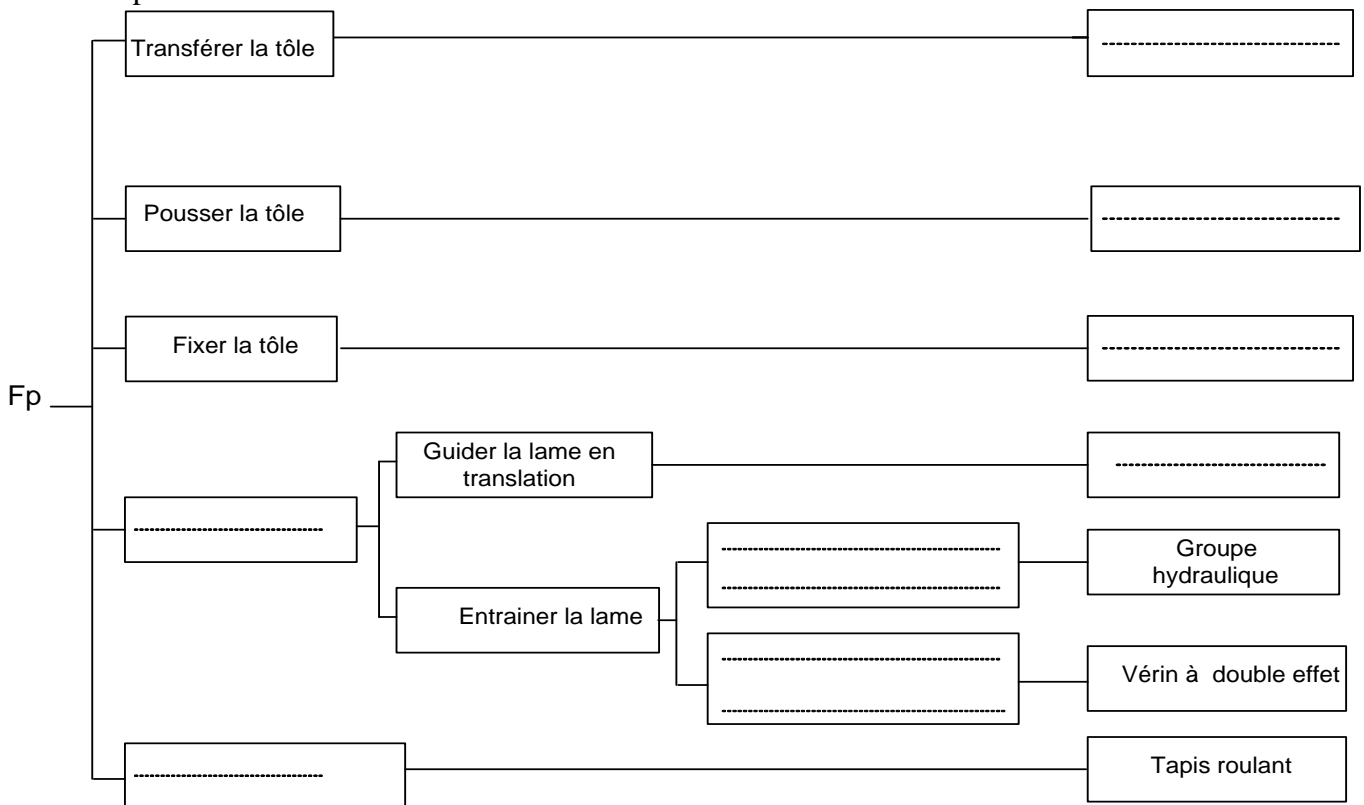 Transférer la tôle
Pousser la tôle
Fixer la tôle
Fp
Guider la lame en
translation
Groupe
hydraulique
Entrainer la lame
Vérin à double effet
Tapis roulant